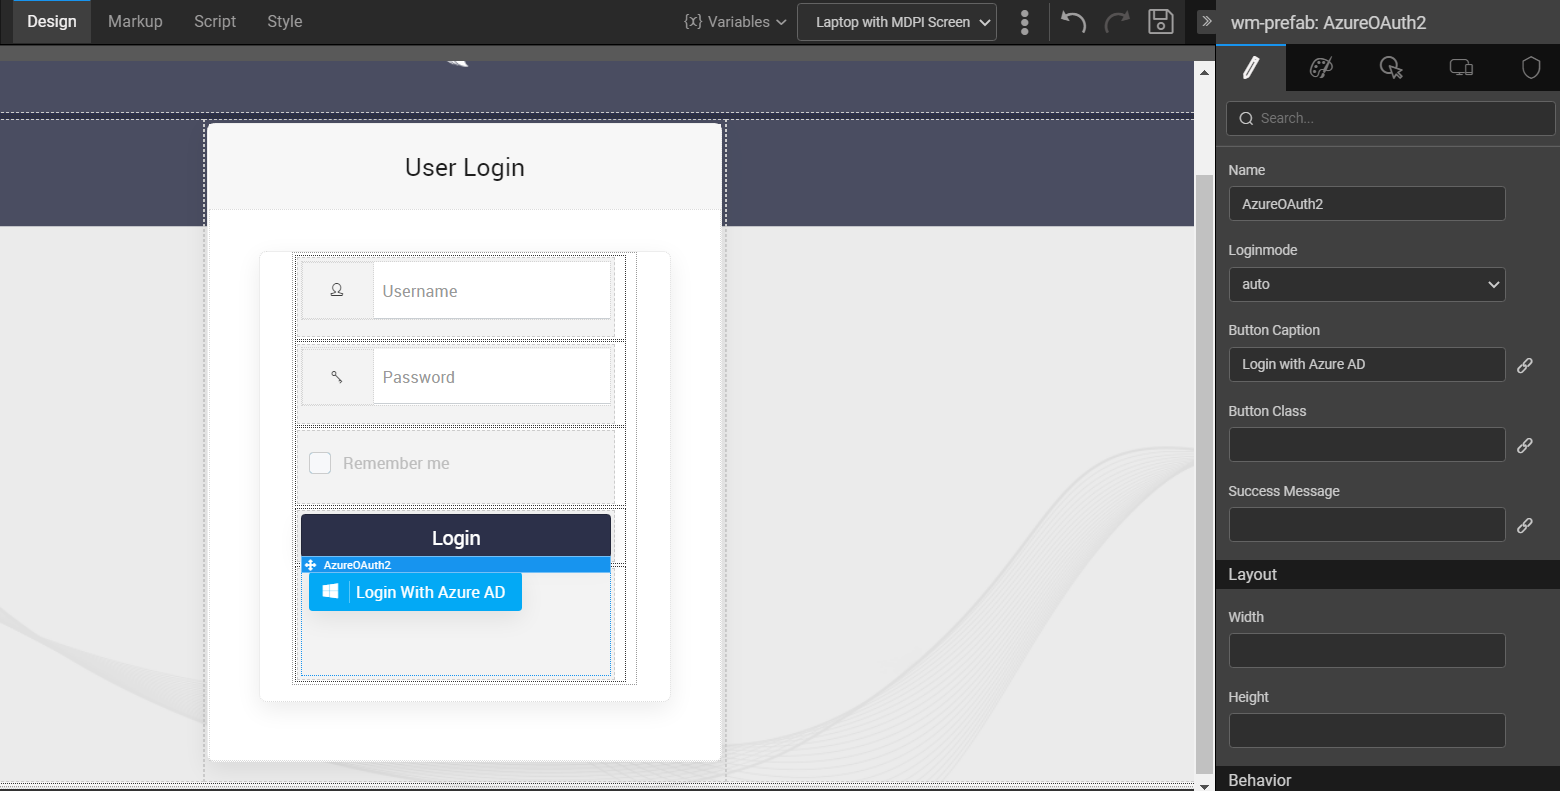 Design Markup Script Style {x} Variables Laptop with MDPI Screen
wm-prefab: AzureOAuth2
Search...
User Login
Username
Password
Remember me
Login
AzureOAuth2
Login With Azure AD
Name
AzureOAuth2
Loginmode
auto
Button Caption
Login with Azure AD
Button Class
Success Message
Layout
Width
Height
Behavior